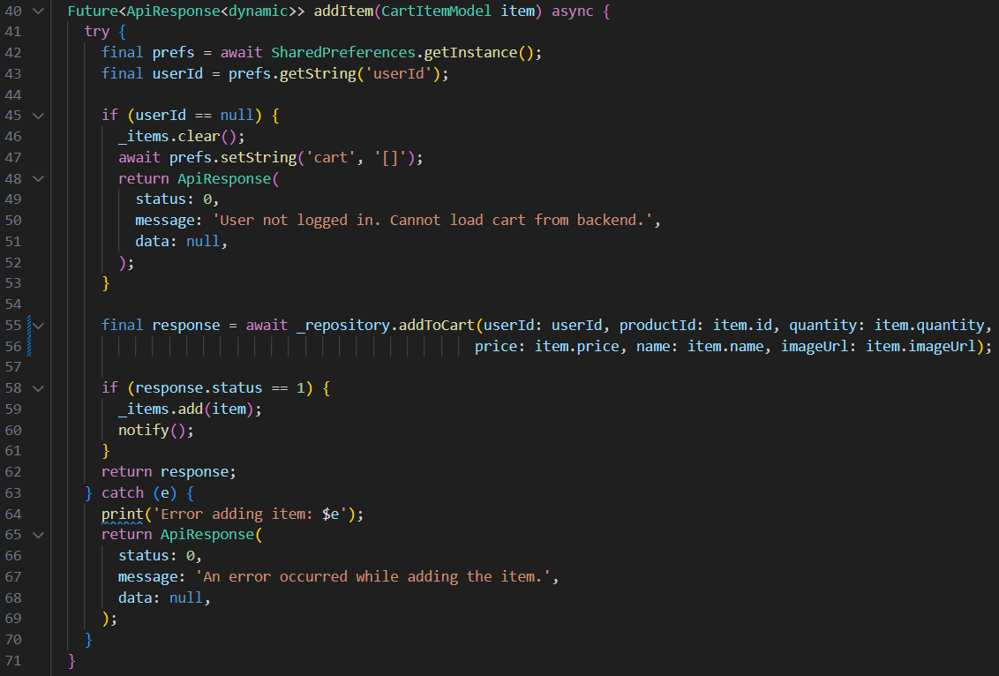 40 Future<ApiResponse<dynamic>> addItem(CartItemModel item) async {
41 try {
42 final prefs = await SharedPreferences.getInstance();
43 final userId = prefs.getString('userId');
44
45 if (userId == null) {
46 _items.clear();
47 await prefs.setString('cart', '[]');
48 return ApiResponse(
49 status: 0,
50 message: 'User not logged in. Cannot load cart from backend.',
51 data: null,
52 );
53 }
54
55 final response = await _repository.addToCart(userId: userId, productId: item.id, quantity: item.quantity,
56 price: item.price, name: item.name, imageUrl: item.imageUrl);
57
58 if (response.status == 1) {
59 _items.add(item);
60 notify();
61 }
62 return response;
63 } catch (e) {
64 print('Error adding item: $e');
65 return ApiResponse(
66 status: 0,
67 message: 'An error occurred while adding the item.',
68 data: null,
69 );
70 }
71 }